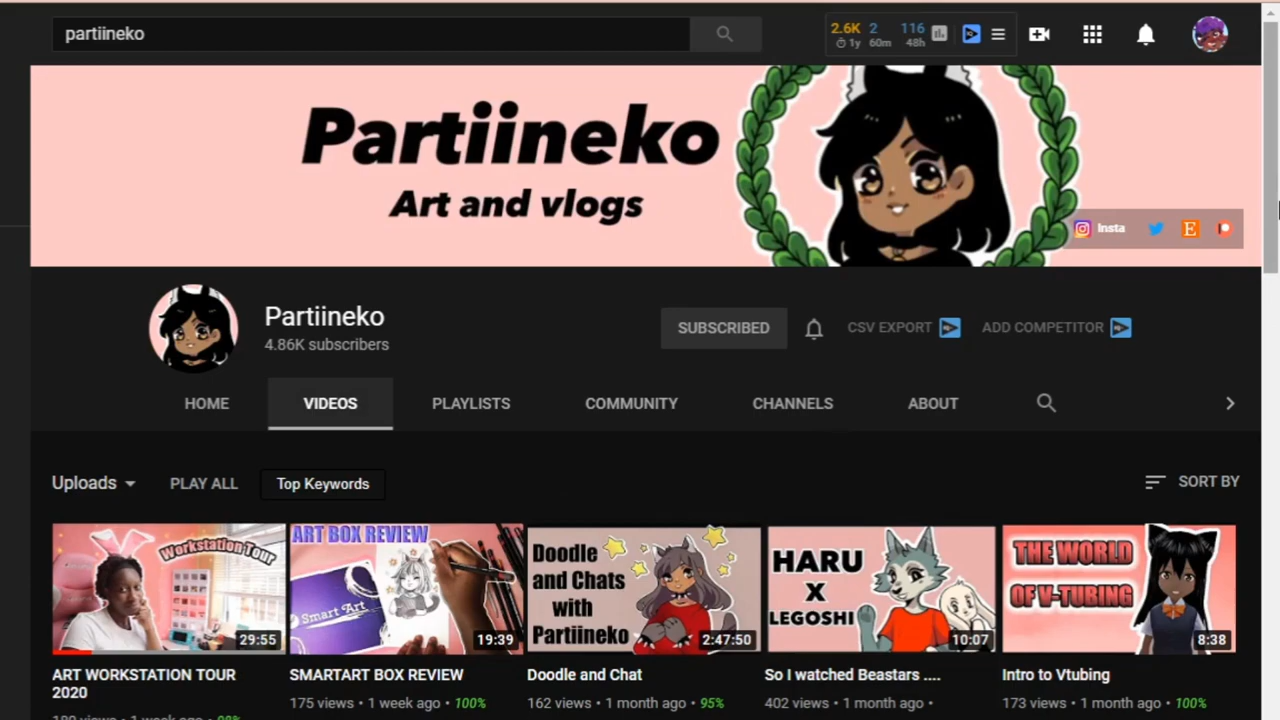 partiineko
2.6K 2 116
1y 60m 48h
Partiineko
Art and vlogs
Insta
Partiineko
4.86K subscribers
SUBSCRIBED
CSV EXPORT
ADD COMPETITOR
HOME VIDEOS PLAYLISTS COMMUNITY CHANNELS ABOUT
Uploads PLAY ALL Top Keywords SORT BY
Workstation Tour
29:55
ART BOX REVIEW
Smart Art
19:39
Doodle
and Chats
with
Partiineko
2:47:50
HARU
X
LEGOSHI
10:07
THE WORLD
OF V-TUBING
8:38
ART WORKSTATION TOUR
2020
SMARTART BOX REVIEW
175 views • 1 week ago • 100%
Doodle and Chat
162 views • 1 month ago • 95%
So I watched Beastars ....
402 views • 1 month ago •
Intro to Vtubing
173 views • 1 month ago • 100%